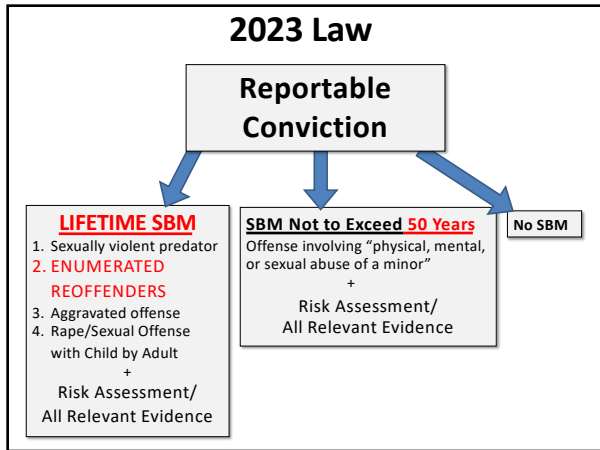 2023 Law
Reportable
Conviction
LIFETIME SBM
1. Sexually violent predator
2. ENUMERATED
REOFFENDERS
3. Aggravated offense
4. Rape/Sexual Offense
with Child by Adult
+
Risk Assessment/
All Relevant Evidence
SBM Not to Exceed 50 Years
Offense involving “physical, mental,
or sexual abuse of a minor”
+
Risk Assessment/
All Relevant Evidence
No SBM